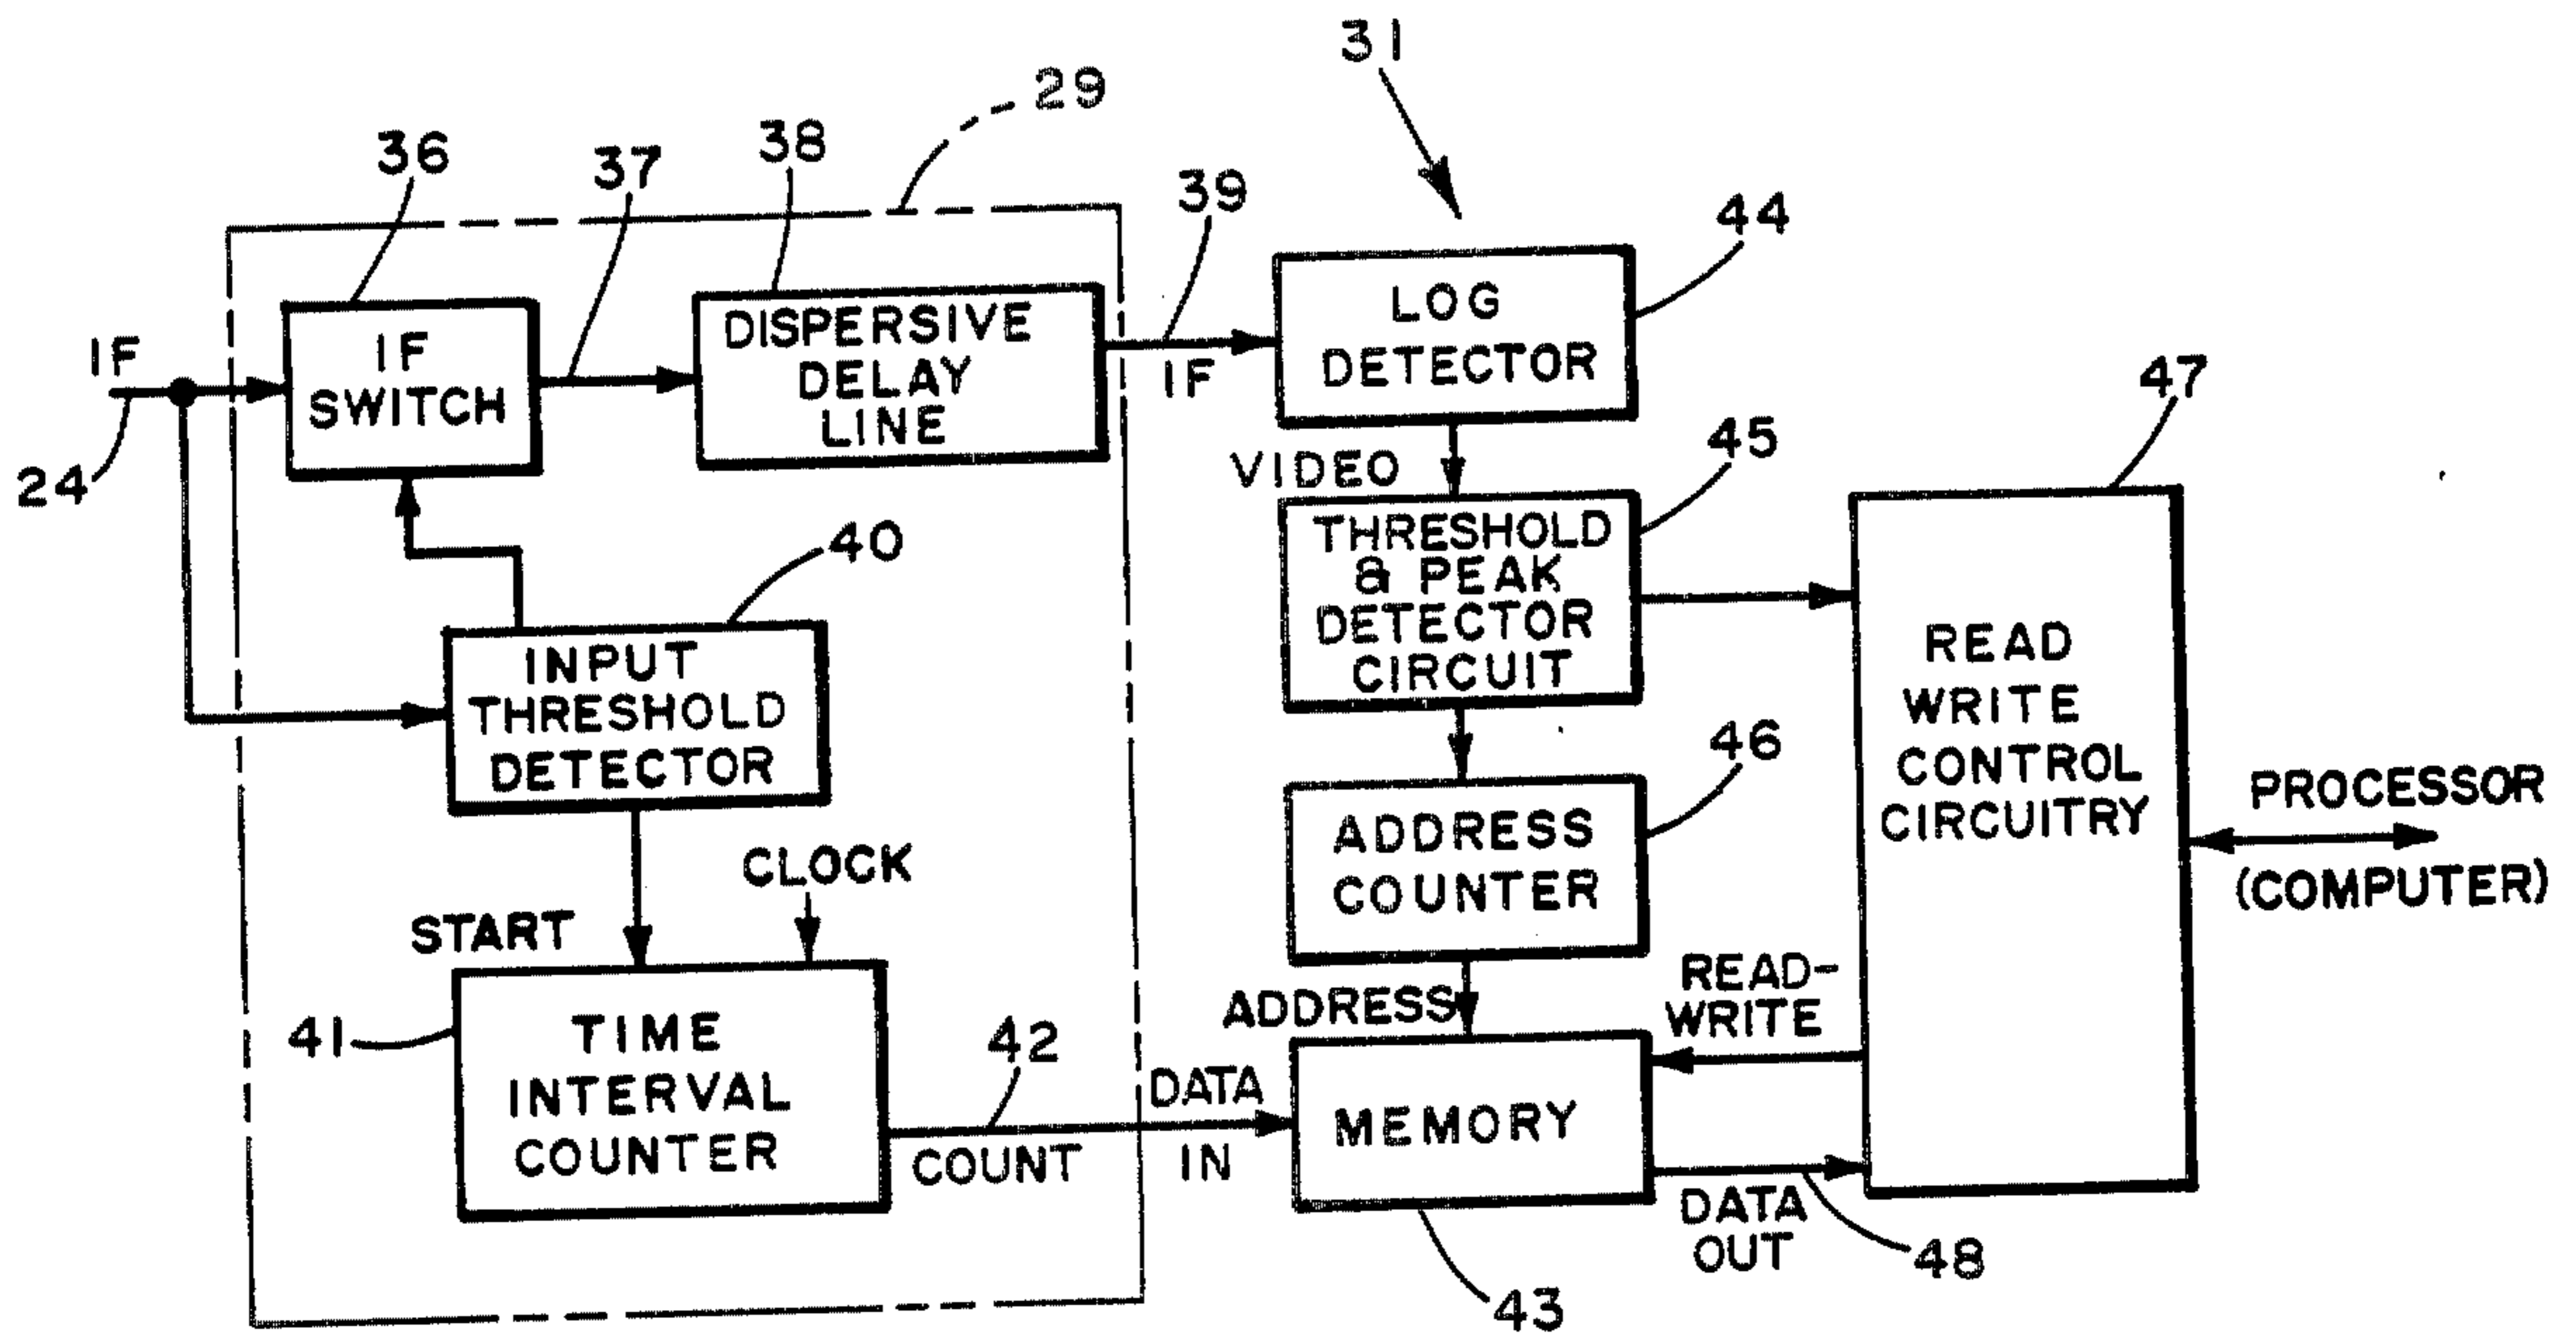 31
29
36
37
38
39
44
IF
24
IF
SWITCH
DISPERSIVE
DELAY
LINE
IF
LOG
DETECTOR
47
VIDEO
45
40
THRESHOLD
& PEAK
DETECTOR
CIRCUIT
READ
WRITE
CONTROL
CIRCUITRY
INPUT
THRESHOLD
DETECTOR
46
ADDRESS
COUNTER
PROCESSOR
(COMPUTER)
START
CLOCK
ADDRESS
READ-
WRITE
41
TIME
INTERVAL
COUNTER
42
COUNT
DATA
IN
MEMORY
DATA
OUT
48
43